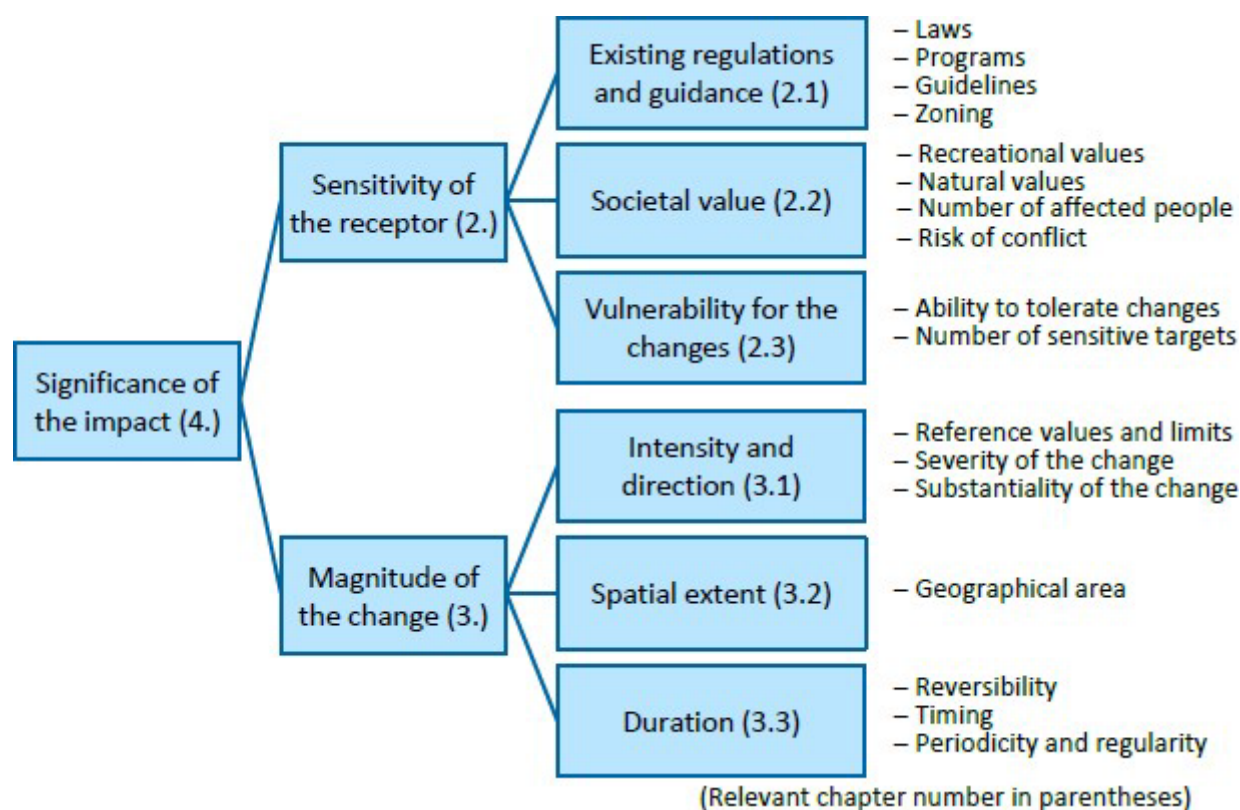 Significance of
the impact (4.)
Sensitivity of
the receptor (2.)
Existing regulations
and guidance (2.1)
– Laws
– Programs
– Guidelines
– Zoning
Societal value (2.2)
– Recreational values
– Natural values
– Number of affected people
– Risk of conflict
Vulnerability for the
changes (2.3)
– Ability to tolerate changes
– Number of sensitive targets
Magnitude of
the change (3.)
Intensity and
direction (3.1)
– Reference values and limits
– Severity of the change
– Substantiality of the change
Spatial extent (3.2)
– Geographical area
Duration (3.3)
– Reversibility
– Timing
– Periodicity and regularity
(Relevant chapter number in parentheses)